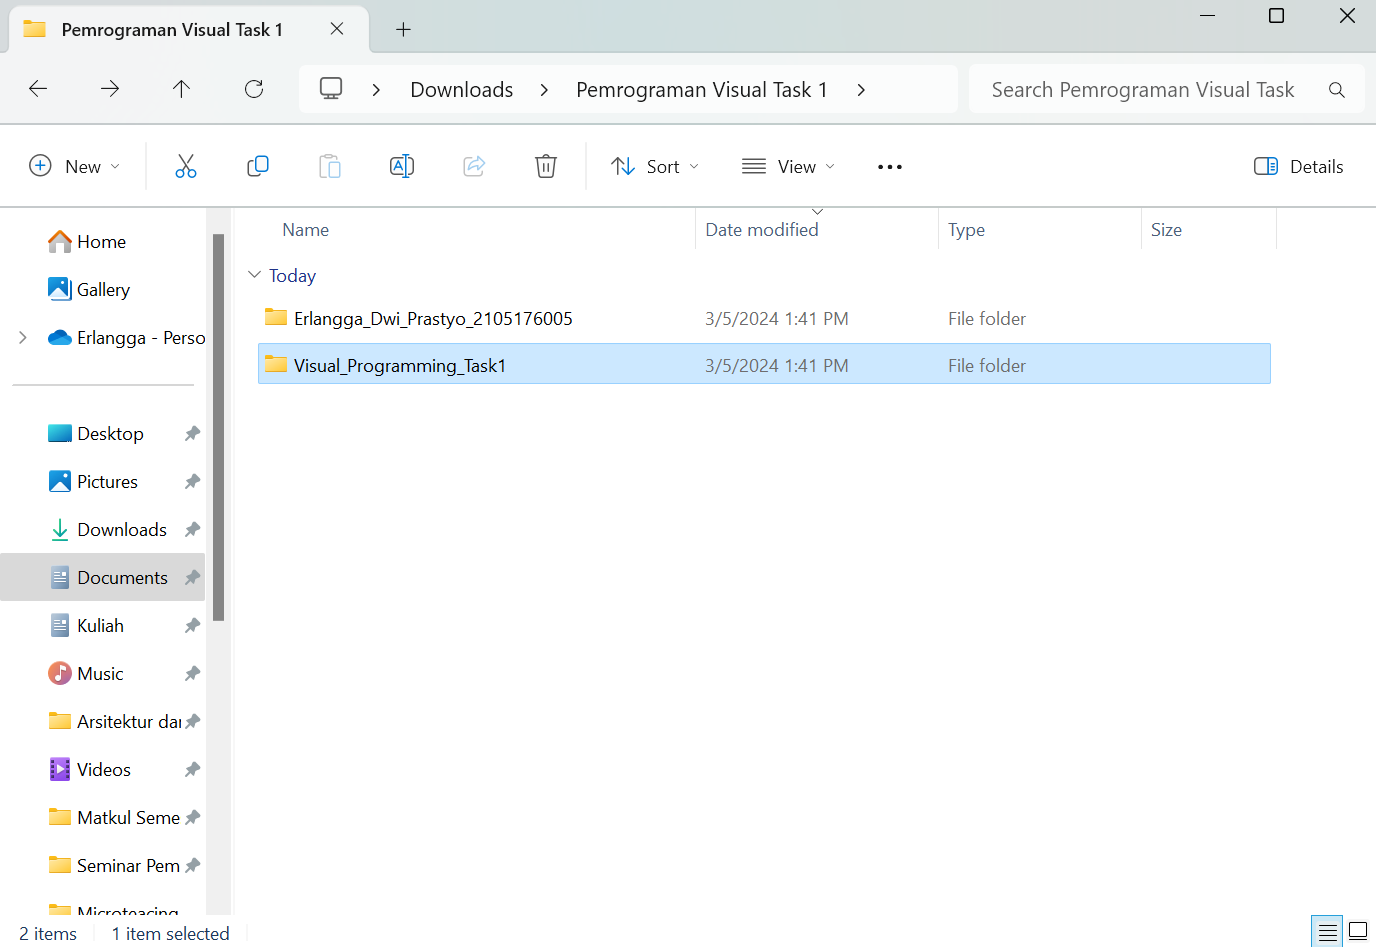 Pemrograman Visual Task 1
Downloads Pemrograman Visual Task 1 Search Pemrograman Visual Task
New Sort View Details
Home
Gallery
Erlangga - Perso
Desktop
Pictures
Downloads
Documents
Kuliah
Music
Arsitektur dar
Videos
Matkul Seme
Seminar Pem
Microteacing
Name Date modified Type Size
Today
Erlangga_Dwi_Prastyo_2105176005 3/5/2024 1:41 PM File folder
Visual_Programming_Task1 3/5/2024 1:41 PM File folder
2 items 1 item selected